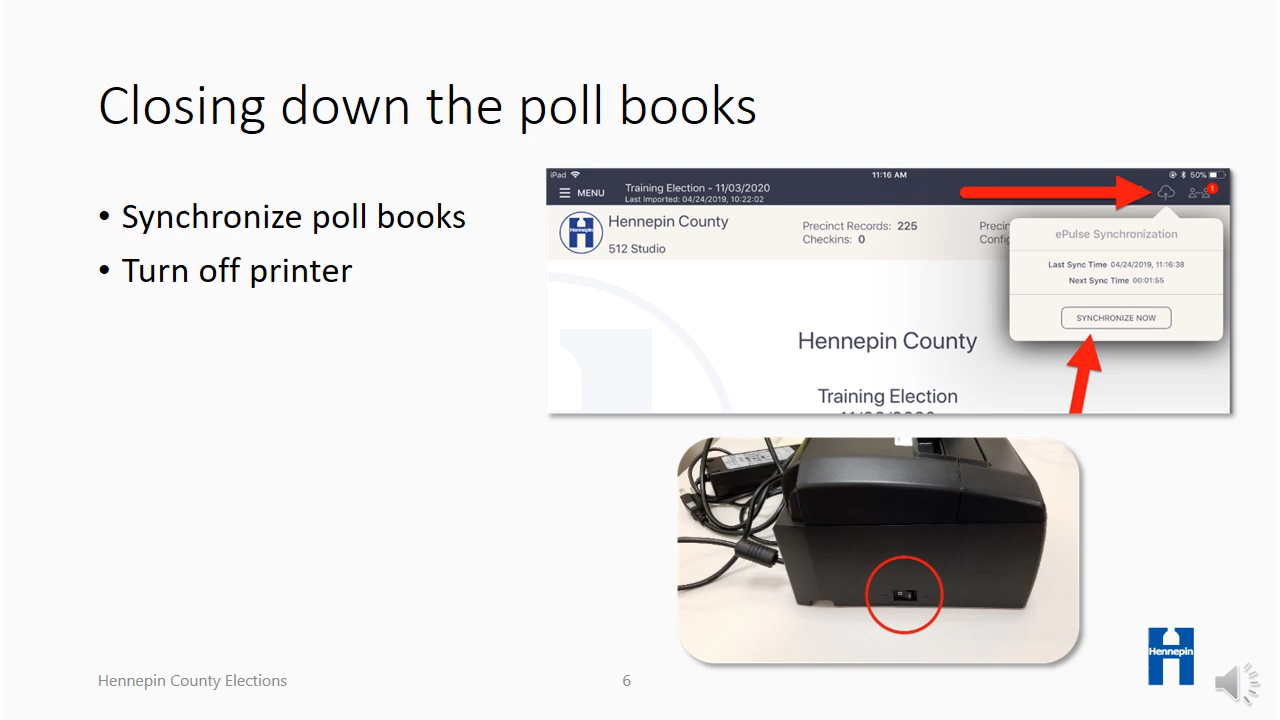 Closing down the poll books
• Synchronize poll books
• Turn off printer
iPad
11:16 AM
50%
MENU
Training Election - 11/03/2020
Last Imported: 04/24/2019, 10:22:02
1
Hennepin
Hennepin County
512 Studio
Precinct Records: 225
Checkins: 0
Precin
Config
ePulse Synchronization
Last Sync Time 04/24/2019, 11:16:38
Next Sync Time 00:01:55
SYNCHRONIZE NOW
Hennepin County
Training Election
Hennepin County Elections
6
Hennepin